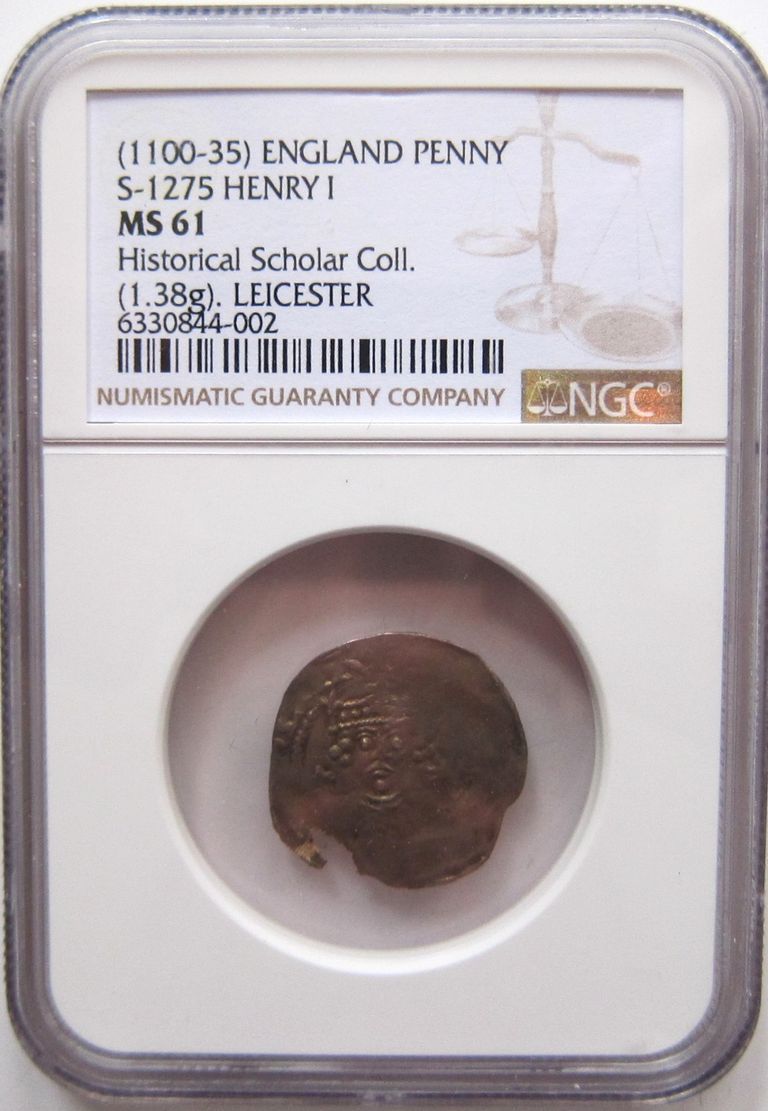 (1100-35) ENGLAND PENNY
S-1275 HENRY I
MS 61
Historical Scholar Coll.
(1.38g). LEICESTER
6330844-002
NUMISMATIC GUARANTY COMPANY
NGC®